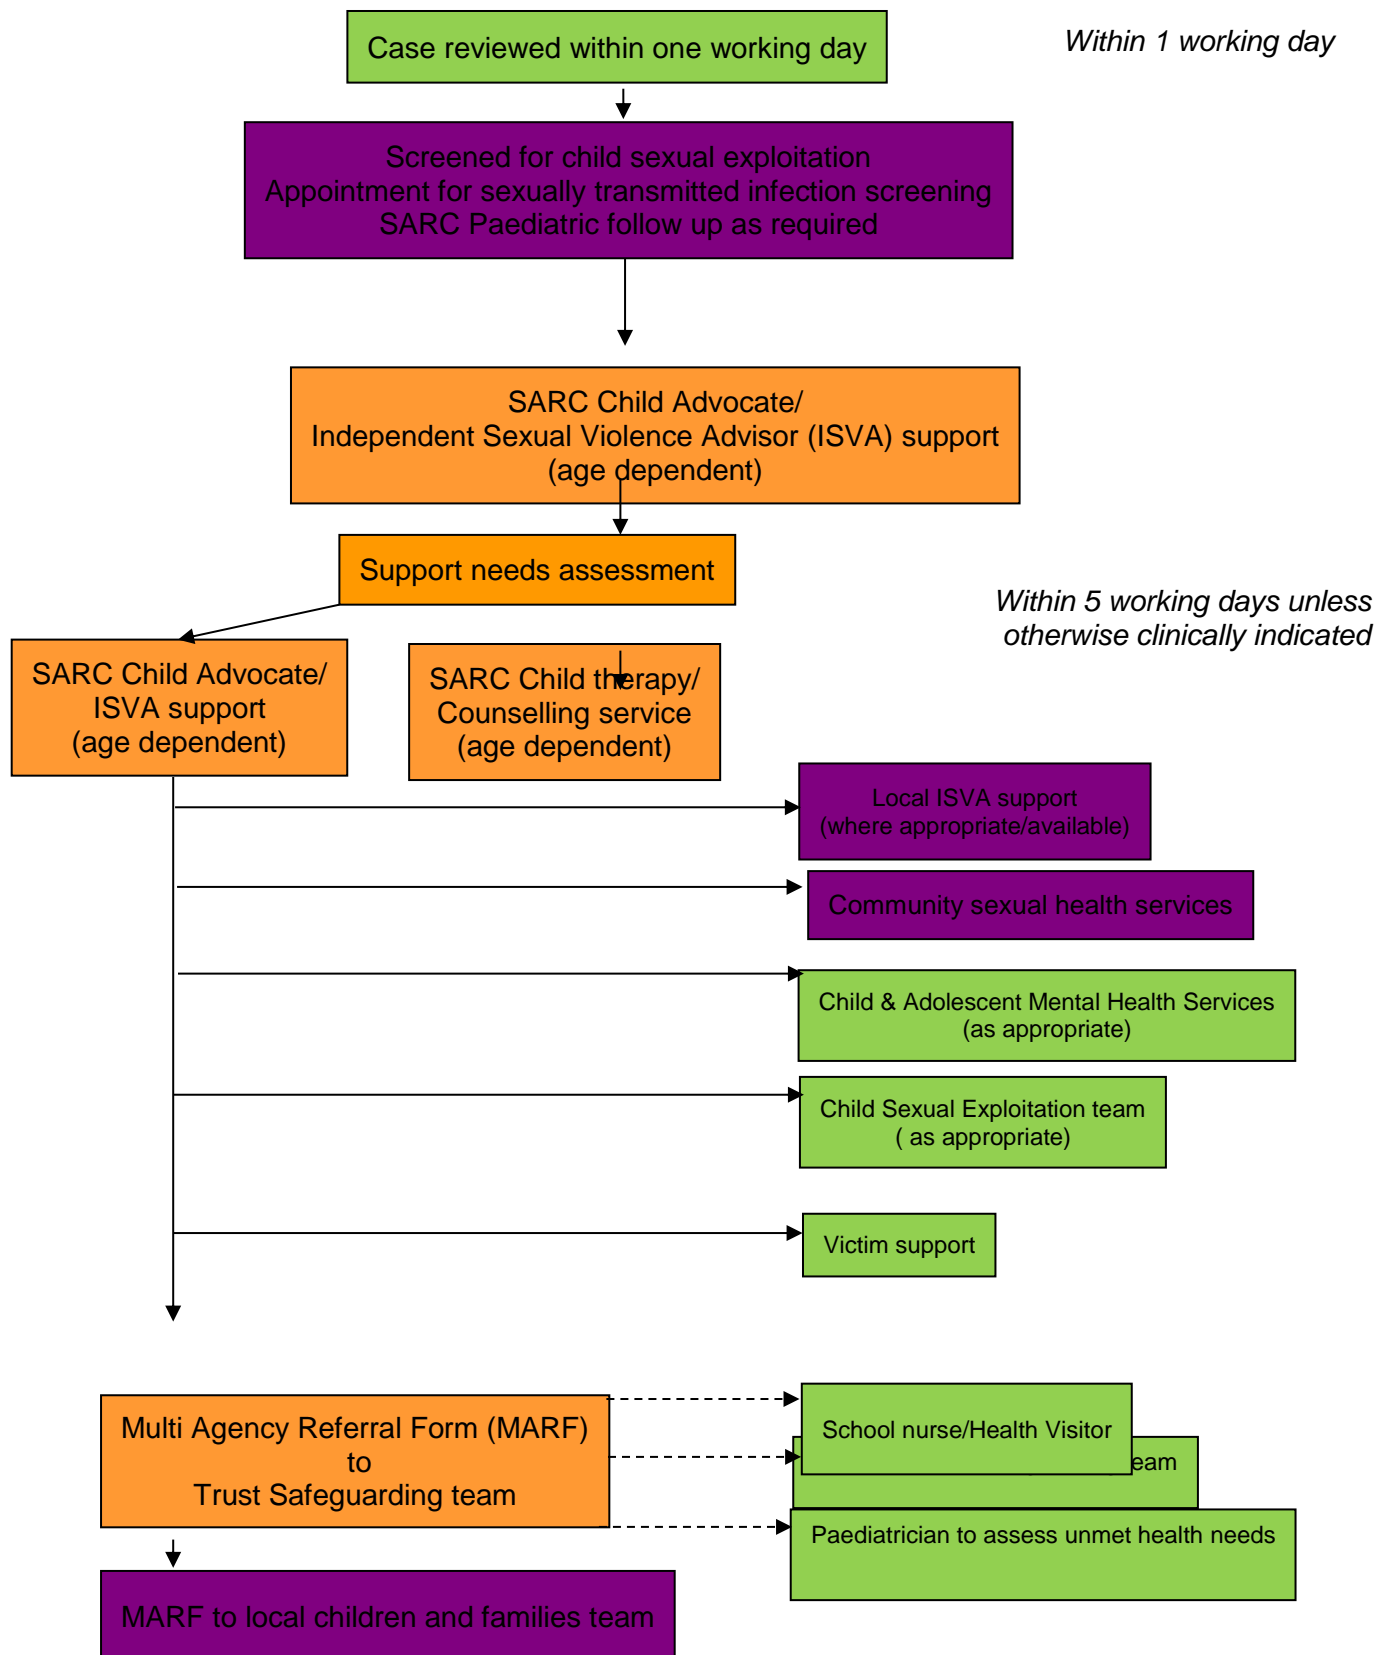 Case reviewed within one working day
Within 1 working day
Screened for child sexual exploitation
Appointment for sexually transmitted infection screening
SARC Paediatric follow up as required
SARC Child Advocate/
Independent Sexual Violence Advisor (ISVA) support
(age dependent)
Support needs assessment
Within 5 working days unless
otherwise clinically indicated
SARC Child Advocate/
ISVA support
(age dependent)
SARC Child therapy/
Counselling service
(age dependent)
Local ISVA support
(where appropriate/available)
Community sexual health services
Child & Adolescent Mental Health Services
(as appropriate)
Child Sexual Exploitation team
( as appropriate)
Victim support
Multi Agency Referral Form (MARF)
to
Trust Safeguarding team
School nurse/Health Visitor
Paediatrician to assess unmet health needs
MARF to local children and families team